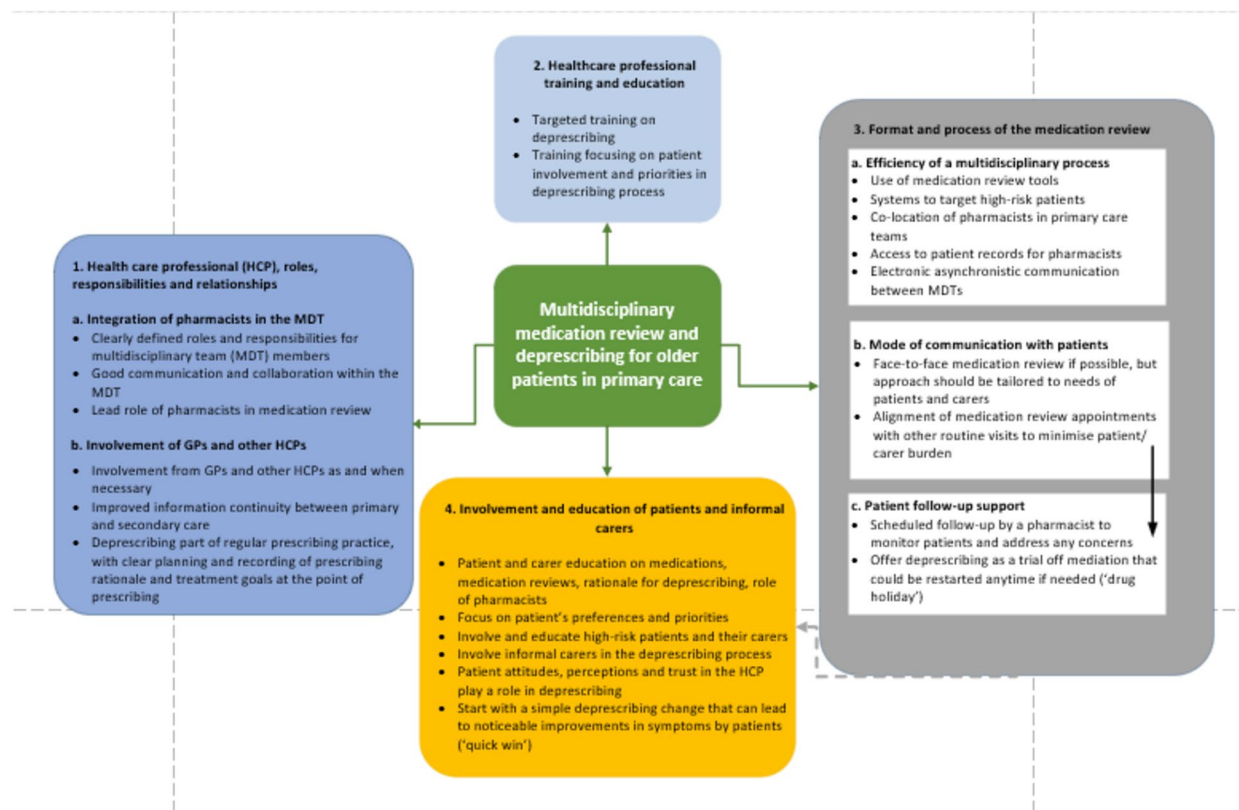 2. Healthcare professional
training and education
• Targeted training on
deprescribing
• Training focusing on patient
involvement and priorities in
deprescribing process
3. Format and process of the medication review
a. Efficiency of a multidisciplinary process
• Use of medication review tools
• Systems to target high-risk patients
• Co-location of pharmacists in primary care
teams
• Access to patient records for pharmacists
• Electronic asynchronistic communication
between MDTs
b. Mode of communication with patients
• Face-to-face medication review if possible, but
approach should be tailored to needs of
patients and carers
• Alignment of medication review appointments
with other routine visits to minimise patient/
carer burden
c. Patient follow-up support
• Scheduled follow-up by a pharmacist to
monitor patients and address any concerns
• Offer deprescribing as a trial off mediation that
could be restarted anytime if needed (‘drug
holiday’)
1. Health care professional (HCP), roles,
responsibilities and relationships
a. Integration of pharmacists in the MDT
• Clearly defined roles and responsibilities for
multidisciplinary team (MDT) members
• Good communication and collaboration within the
MDT
• Lead role of pharmacists in medication review
b. Involvement of GPs and other HCPs
• Involvement from GPs and other HCPs as and when
necessary
• Improved information continuity between primary
and secondary care
• Deprescribing part of regular prescribing practice,
with clear planning and recording of prescribing
rationale and treatment goals at the point of
prescribing
Multidisciplinary
medication review and
deprescribing for older
patients in primary care
4. Involvement and education of patients and informal
carers
• Patient and carer education on medications,
medication reviews, rationale for deprescribing, role
of pharmacists
• Focus on patient’s preferences and priorities
• Involve and educate high-risk patients and their carers
• Involve informal carers in the deprescribing process
• Patient attitudes, perceptions and trust in the HCP
play a role in deprescribing
• Start with a simple deprescribing change that can lead
to noticeable improvements in symptoms by patients
(‘quick win’)